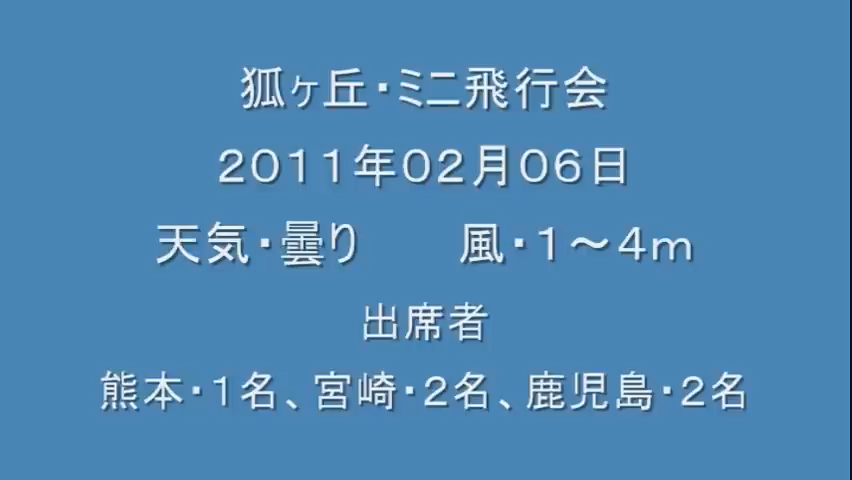 狐ヶ丘・ミニ飛行会
２０１１年０２月０６日
天気・曇り　　風・１～４ｍ
出席者
熊本・１名、宮崎・２名、鹿児島・２名